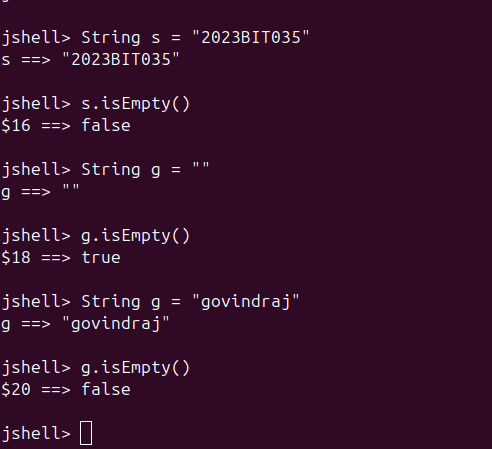 jshell> String s = "2023BIT035"
s ==> "2023BIT035"
jshell> s.isEmpty()
$16 ==> false
jshell> String g = ""
g ==> ""
jshell> g.isEmpty()
$18 ==> true
jshell> String g = "govindraj"
g ==> "govindraj"
jshell> g.isEmpty()
$20 ==> false
jshell>